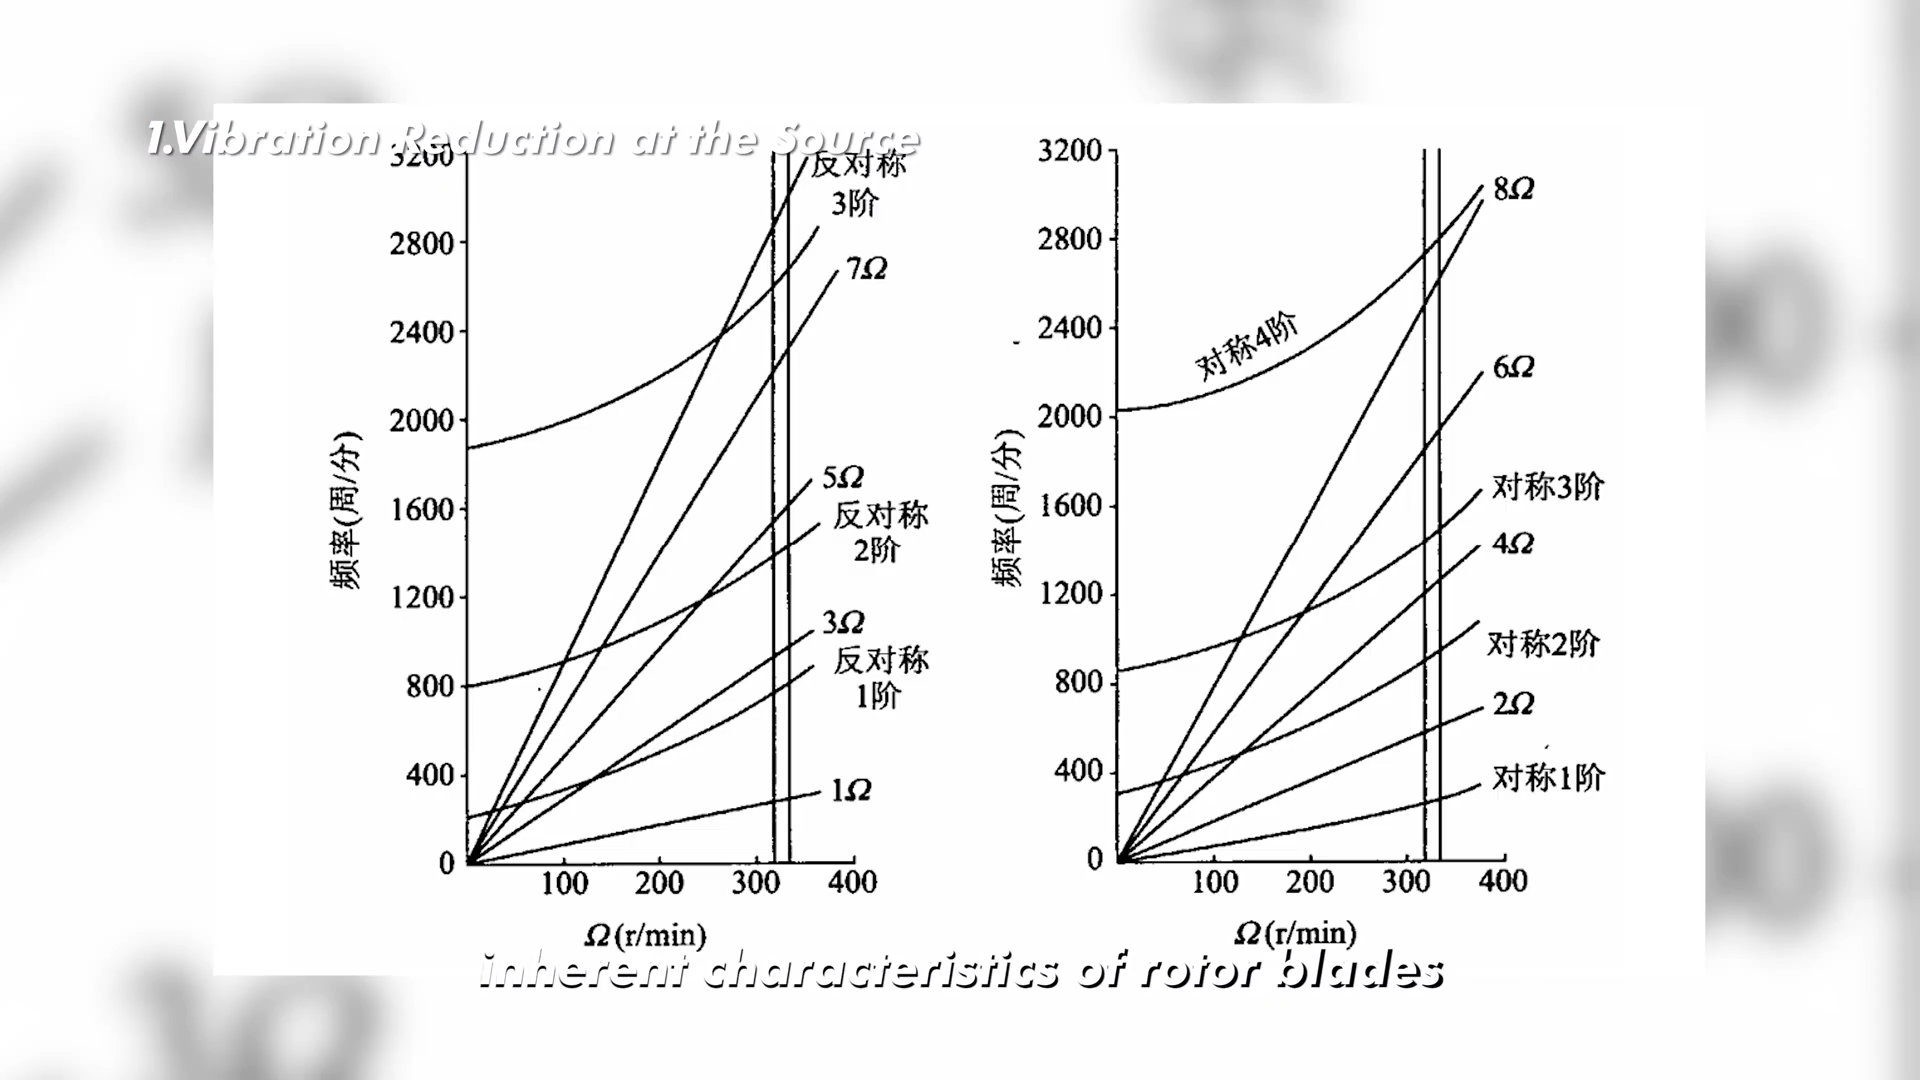 1.Vibration Reduction at the Source
3200
2800
2400
2000
1600
1200
800
400
0
频率(周/分)
100
200
300
400
Ω(r/min)
反对称
3阶
7Ω
5Ω
反对称
2阶
3Ω
反对称
1阶
1Ω
3200
2800
2400
2000
1600
1200
800
400
0
频率(周/分)
100
200
300
400
Ω(r/min)
对称4阶
8Ω
6Ω
对称3阶
4Ω
对称2阶
2Ω
对称1阶
inherent characteristics of rotor blades